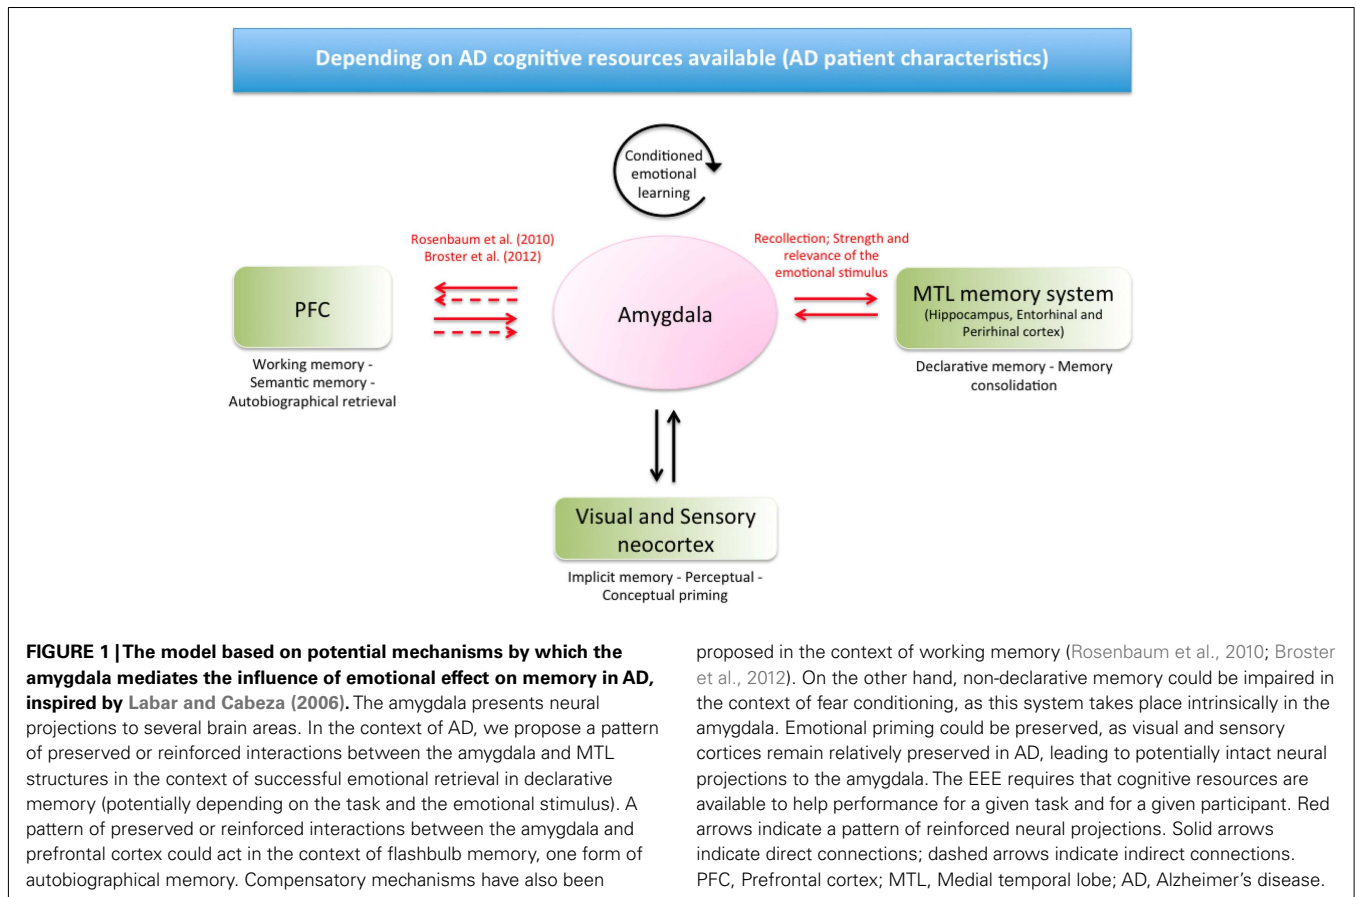 Depending on AD cognitive resources available (AD patient characteristics)
Conditioned
emotional
learning
Rosenbaum et al. (2010)
Broster et al. (2012)
Recollection; Strength and
relevance of the
emotional stimulus
PFC
Amygdala
MTL memory system
(Hippocampus, Entorhinal and
Perirhinal cortex)
Working memory -
Semantic memory -
Autobiographical retrieval
Declarative memory - Memory
consolidation
Visual and Sensory
neocortex
Implicit memory - Perceptual -
Conceptual priming
FIGURE 1 | The model based on potential mechanisms by which the
amygdala mediates the influence of emotional effect on memory in AD,
inspired by Labar and Cabeza (2006). The amygdala presents neural
projections to several brain areas. In the context of AD, we propose a pattern
of preserved or reinforced interactions between the amygdala and MTL
structures in the context of successful emotional retrieval in declarative
memory (potentially depending on the task and the emotional stimulus). A
pattern of preserved or reinforced interactions between the amygdala and
prefrontal cortex could act in the context of flashbulb memory, one form of
autobiographical memory. Compensatory mechanisms have also been
proposed in the context of working memory (Rosenbaum et al., 2010; Broster
et al., 2012). On the other hand, non-declarative memory could be impaired in
the context of fear conditioning, as this system takes place intrinsically in the
amygdala. Emotional priming could be preserved, as visual and sensory
cortices remain relatively preserved in AD, leading to potentially intact neural
projections to the amygdala. The EEE requires that cognitive resources are
available to help performance for a given task and for a given participant. Red
arrows indicate a pattern of reinforced neural projections. Solid arrows
indicate direct connections; dashed arrows indicate indirect connections.
PFC, Prefrontal cortex; MTL, Medial temporal lobe; AD, Alzheimer's disease.